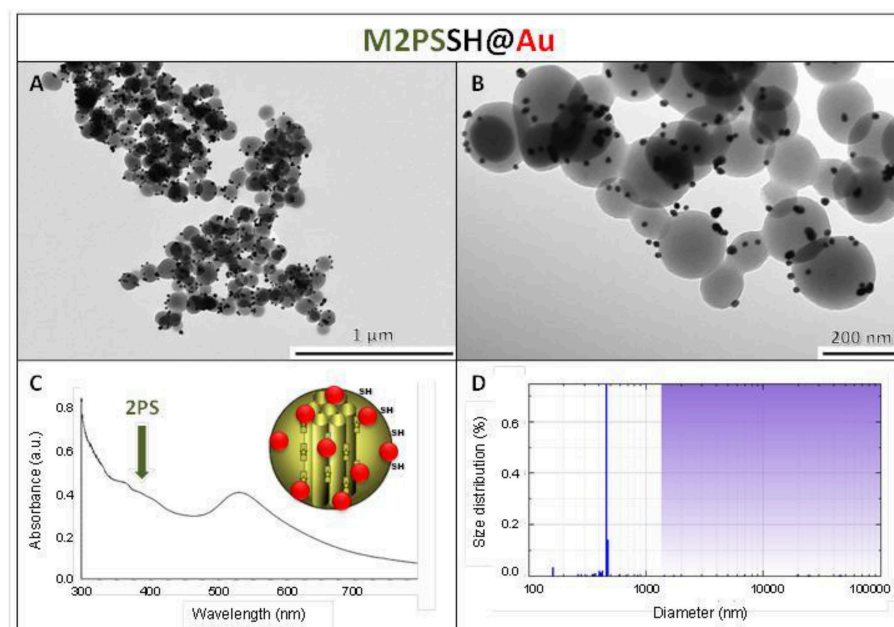 M2PSSH@Au
A
1 µm
B
200 nm
C
2PS
0.8
0.6
0.4
0.2
0.0
Absorbance (a.u.)
300 400 500 600 700
Wavelength (nm)
SH
SH
SH
SH
D
Size distribution (%)
0.6
0.4
0.2
0.0
100 1000 10000 100000
Diameter (nm)